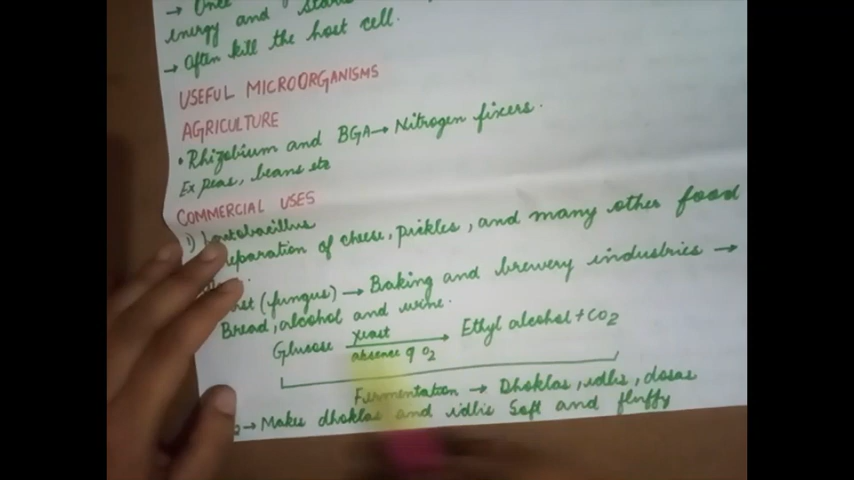 → Once
energy and starts
→ Often kill the host cell.
USEFUL MICROORGANISMS
AGRICULTURE
• Rhizobium and BGA → Nitrogen fixers.
Ex peas, beans etc
COMMERCIAL USES
1) Lactobacillus
preparation of cheese, pickles, and many other food
(fungus) → Baking and brewery industries →
Bread, alcohol and wine.
Glucose yeast → Ethyl alcohol + CO2
absence of O2
Fermentation → Dhoklas, idlis, dosas
→ Makes dhoklas and idlis soft and fluffy